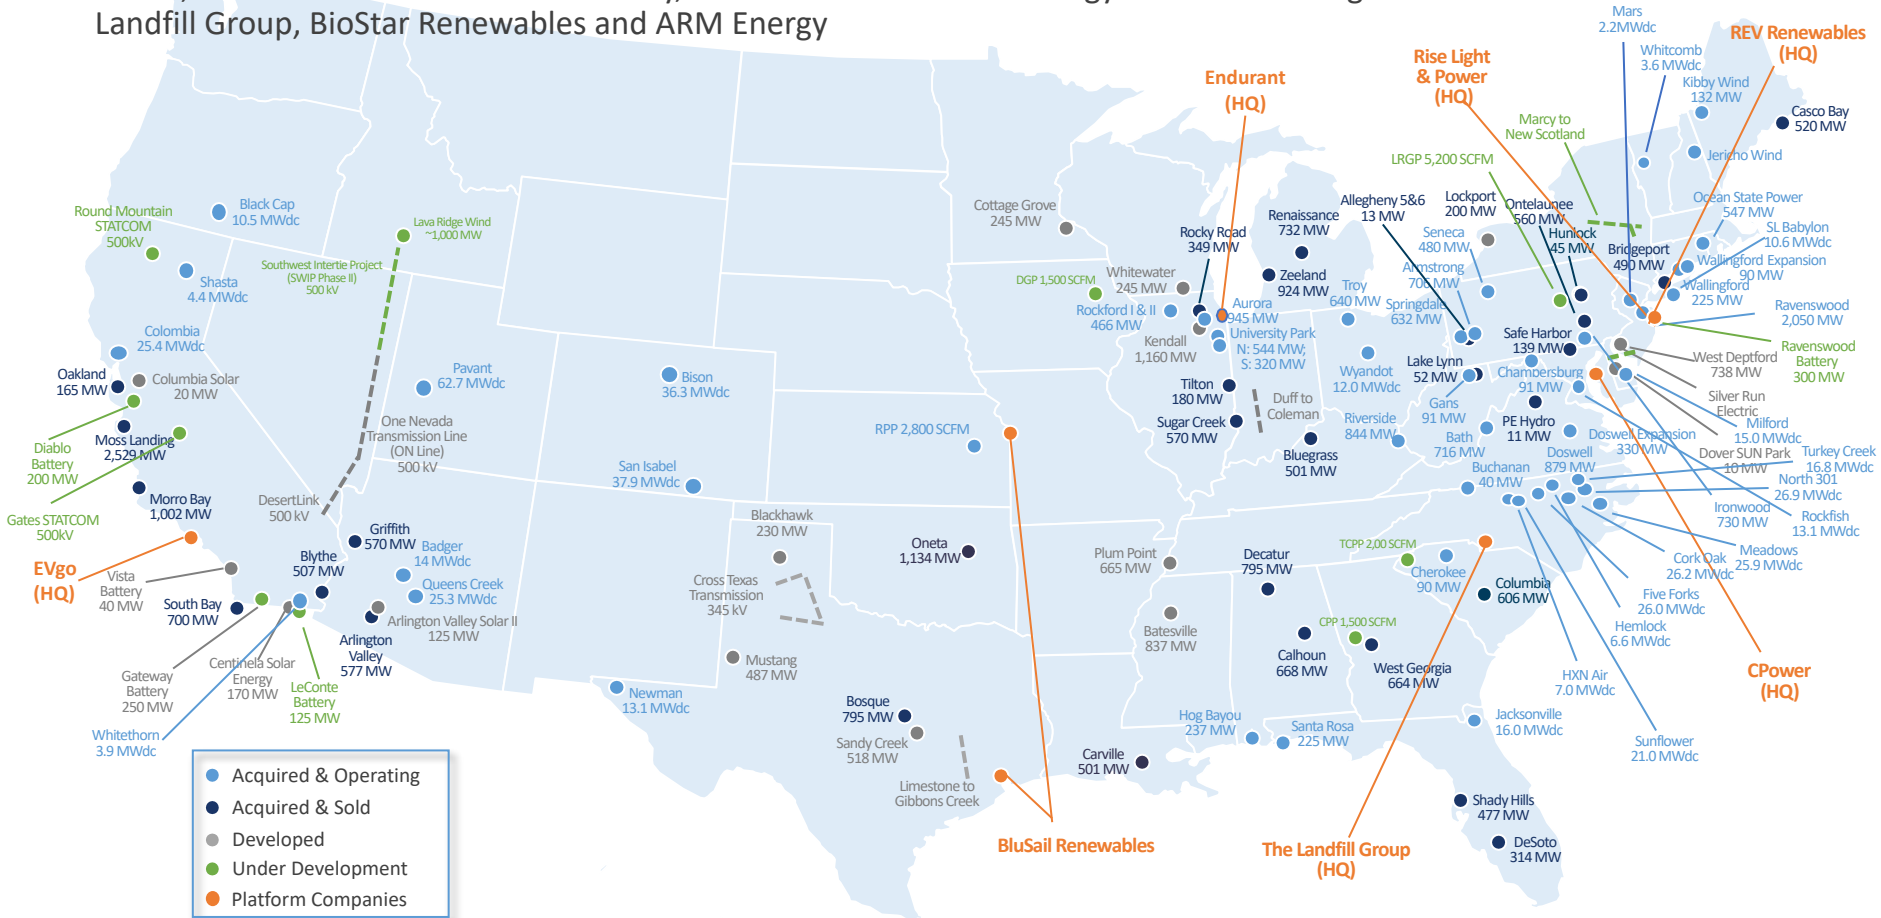 Landfill Group, BioStar Renewables and ARM Energy
Mars
2.2MWdc
REV Renewables
(HQ)
Whitcomb
3.6 MWdc
Rise Light
& Power
(HQ)
Endurant
(HQ)
Kibby Wind
132 MW
Casco Bay
520 MW
Marcy to
New Scotland
LRGP 5,200 SCFM
Jericho Wind
Round Mountain
STATCOM
500kV
Black Cap
10.5 MWdc
Lava Ridge Wind
~1,000 MW
Cottage Grove
245 MW
Renaissance
732 MW
Allegheny 5&6
13 MW
Lockport
200 MW
Ontelaunee
560 MW
Ocean State Power
547 MW
Rocky Road
349 MW
Seneca
480 MW
Hunlock
45 MW
SL Babylon
10.6 MWdc
Shasta
4.4 MWdc
Southwest Intertie Project
(SWIP Phase II)
500 kV
DGP 1,500 SCFM
Whitewater
245 MW
Zeeland
924 MW
Armstrong
706 MW
Bridgeport
490 MW
Wallingford Expansion
90 MW
Troy
640 MW
Wallingford
225 MW
Rockford I & II
466 MW
Aurora
945 MW
Springdale
632 MW
Ravenswood
2,050 MW
Colombia
25.4 MWdc
Kendall
1,160 MW
University Park
N: 544 MW;
S: 320 MW
Safe Harbor
139 MW
Ravenswood
Battery
300 MW
Oakland
165 MW
Columbia Solar
20 MW
Pavant
62.7 MWdc
Bison
36.3 MWdc
Tilton
180 MW
Wyandot
12.0 MWdc
Lake Lynn
52 MW
Chambersburg
91 MW
West Deptford
738 MW
Duff to
Coleman
Gans
91 MW
Silver Run
Electric
Diablo
Battery
200 MW
Moss Landing
2,529 MW
One Nevada
Transmission Line
(ON Line)
500 kV
RPP 2,800 SCFM
Sugar Creek
570 MW
Riverside
844 MW
PE Hydro
11 MW
Milford
15.0 MWdc
Bath
716 MW
Doswell Expansion
330 MW
Bluegrass
501 MW
Doswell
879 MW
Dover SUN Park
10 MW
Turkey Creek
16.8 MWdc
San Isabel
37.9 MWdc
Buchanan
40 MW
North 301
26.9 MWdc
Morro Bay
1,002 MW
DesertLink
500 kV
Ironwood
730 MW
Rockfish
13.1 MWdc
Gates STATCOM
500kV
Blackhawk
230 MW
Griffith
570 MW
Oneta
1,134 MW
Plum Point
665 MW
Decatur
795 MW
TCPP 2,00 SCFM
Cork Oak
26.2 MWdc
Meadows
25.9 MWdc
EVgo
(HQ)
Blythe
507 MW
Badger
14 MWdc
Cherokee
90 MW
Vista
Battery
40 MW
Queens Creek
25.3 MWdc
Cross Texas
Transmission
345 kV
Columbia
606 MW
Five Forks
26.0 MWdc
South Bay
700 MW
Arlington Valley Solar II
125 MW
Batesville
837 MW
CPP 1,500 SCFM
Hemlock
6.6 MWdc
Arlington
Valley
577 MW
Calhoun
668 MW
Gateway
Battery
250 MW
Centinela Solar
Energy
170 MW
Mustang
487 MW
West Georgia
664 MW
HXN Air
7.0 MWdc
CPower
(HQ)
LeConte
Battery
125 MW
Newman
13.1 MWdc
Bosque
795 MW
Hog Bayou
237 MW
Santa Rosa
225 MW
Jacksonville
16.0 MWdc
Whitethorn
3.9 MWdc
Sandy Creek
518 MW
Sunflower
21.0 MWdc
Carville
501 MW
Limestone to
Gibbons Creek
Acquired & Operating
Acquired & Sold
Developed
Under Development
Platform Companies
Shady Hills
477 MW
BluSail Renewables
The Landfill Group
(HQ)
DeSoto
314 MW